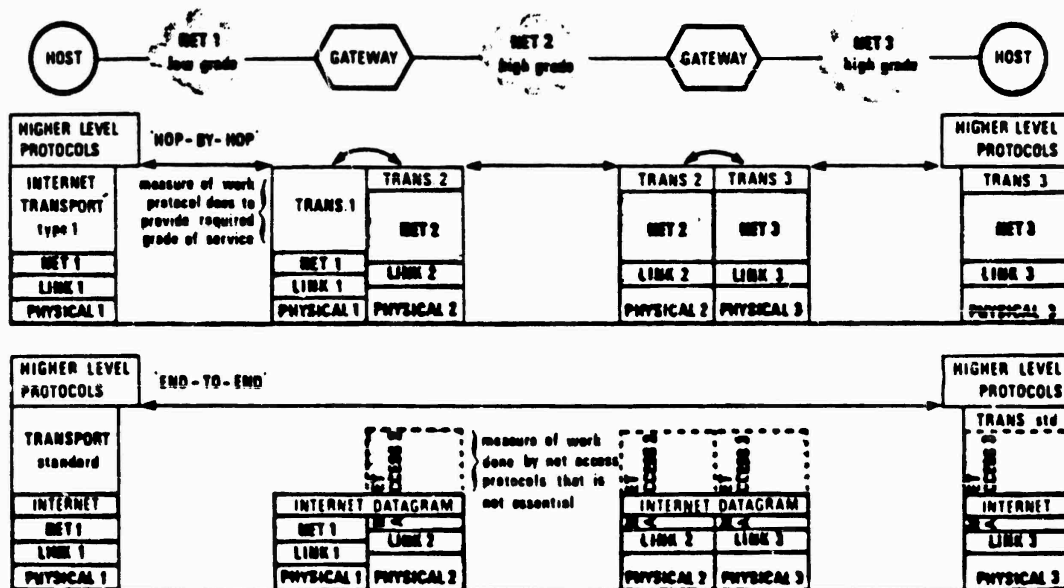 HOST
NET 1
low grade
GATEWAY
NET 2
high grade
GATEWAY
NET 3
high grade
HOST
HIGHER LEVEL
PROTOCOLS
'HOP-BY-HOP'
HIGHER LEVEL
PROTOCOLS
INTERNET
TRANSPORT
type 1
NET 1
LINK 1
PHYSICAL 1
measure of work
protocol does to
provide required
grade of service
TRANS.1
NET 1
LINK 1
PHYSICAL 1
TRANS 2
NET 2
LINK 2
PHYSICAL 2
TRANS 2
NET 2
LINK 2
PHYSICAL 2
TRANS 3
NET 3
LINK 3
PHYSICAL 3
TRANS 3
NET 3
LINK 3
PHYSICAL
HIGHER LEVEL
PROTOCOLS
'END-TO-END'
HIGHER LEVEL
PROTOCOLS
TRANSPORT
standard
INTERNET
NET 1
LINK 1
PHYSICAL 1
INTERNET DATAGRAM
NET 1
LINK 1
PHYSICAL 1
LINK 2
PHYSICAL 2
measure of work
done by net access
protocols that is
not essential
INTERNET DATAGRAM
LINK 2
PHYSICAL 2
LINK 3
PHYSICAL 3
TRANS std
INTERNET
LINK 3
PHYSICAL